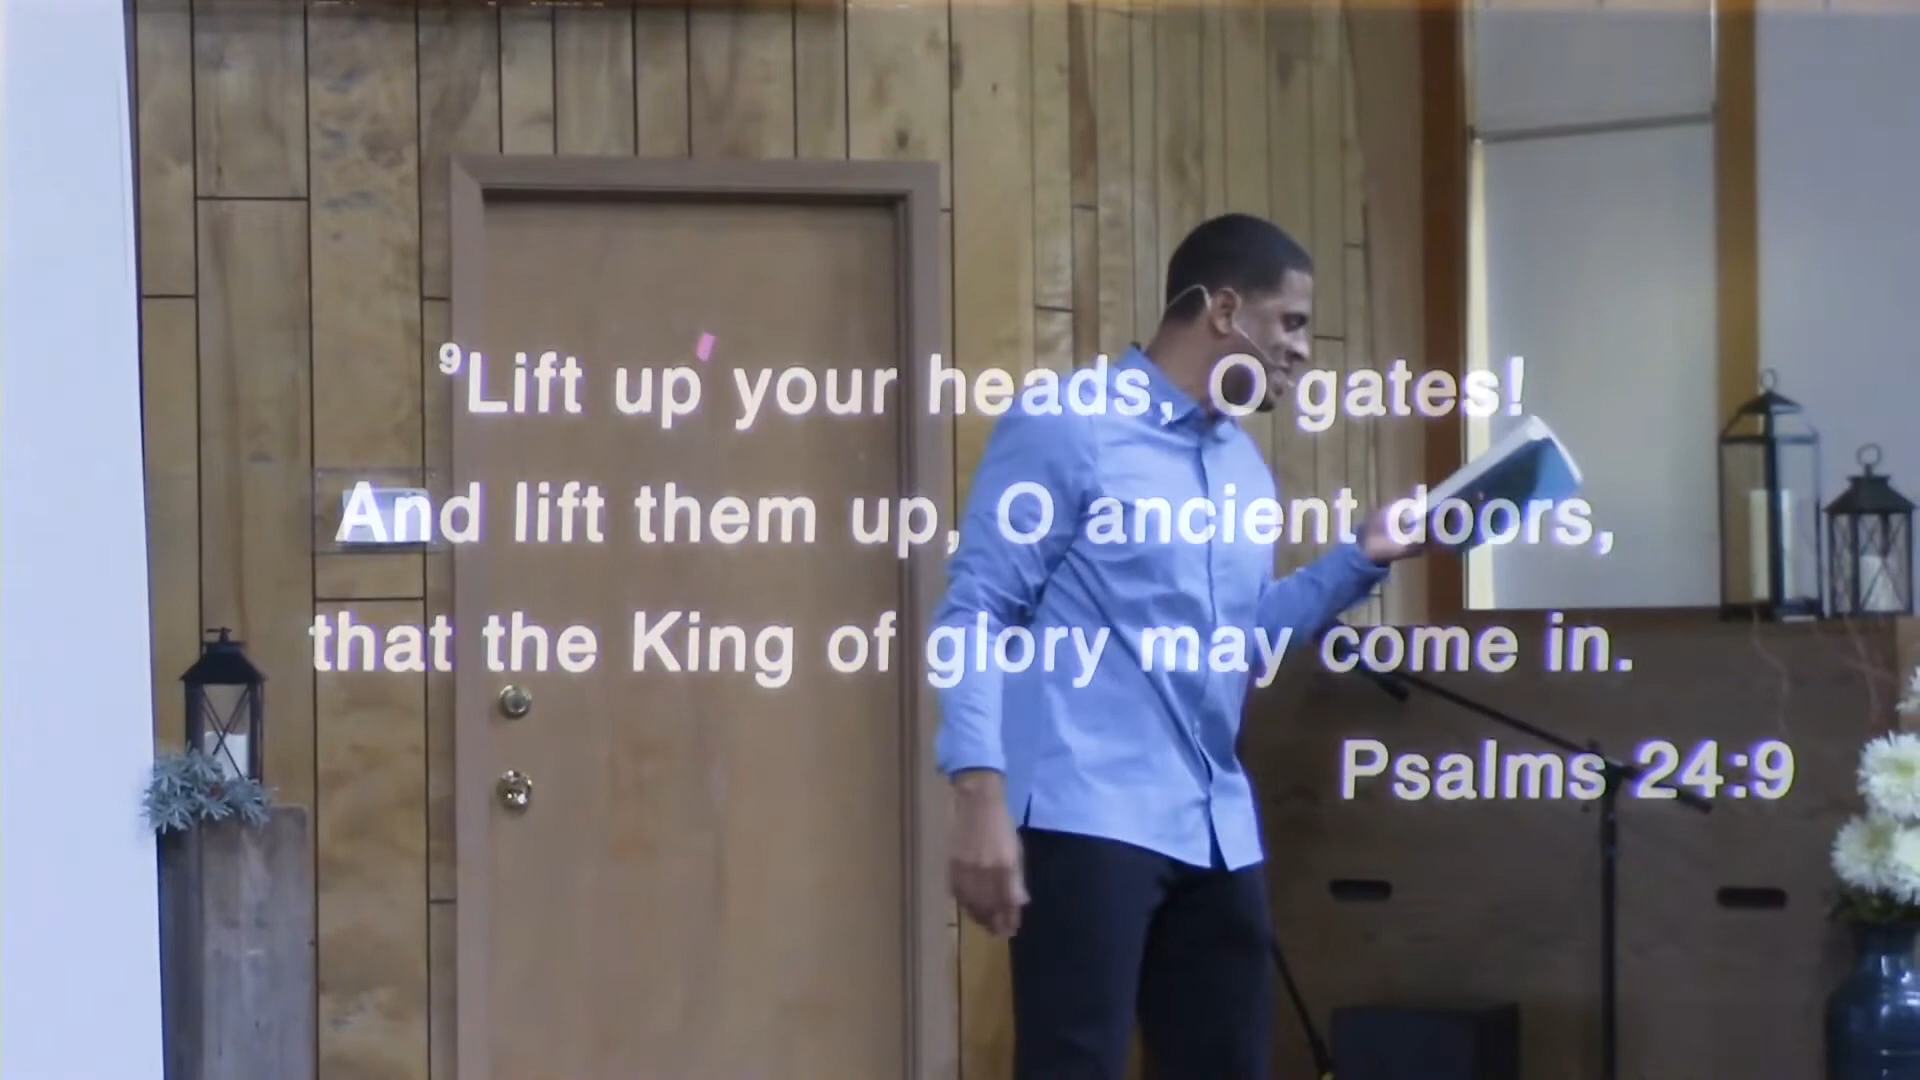 ⁹Lift up your heads, O gates!
And lift them up, O ancient doors,
that the King of glory may come in.
Psalms 24:9